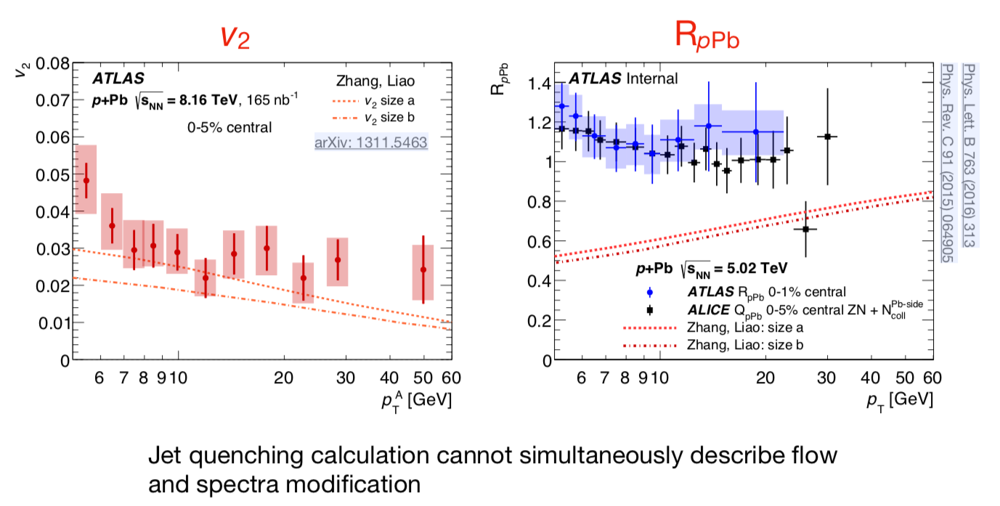 v2
RpPb
v2
0.08
0.07
0.06
0.05
0.04
0.03
0.02
0.01
0
ATLAS
p+Pb √sNN = 8.16 TeV, 165 nb-1
0-5% central
Zhang, Liao
v2 size a
v2 size b
arXiv: 1311.5463
6 7 8 9 10 20 30 40 50 60
pTA [GeV]
RpPb
1.4
1.2
1
0.8
0.6
0.4
0.2
0
ATLAS Internal
p+Pb √sNN = 5.02 TeV
ATLAS RpPb 0-1% central
ALICE QpPb 0-5% central ZN + NcollPb-side
Zhang, Liao: size a
Zhang, Liao: size b
6 7 8 9 10 20 30 40 50 60
pT [GeV]
Phys. Lett. B 763 (2016) 313
Phys. Rev. C 91 (2015) 064905
Jet quenching calculation cannot simultaneously describe flow
and spectra modification